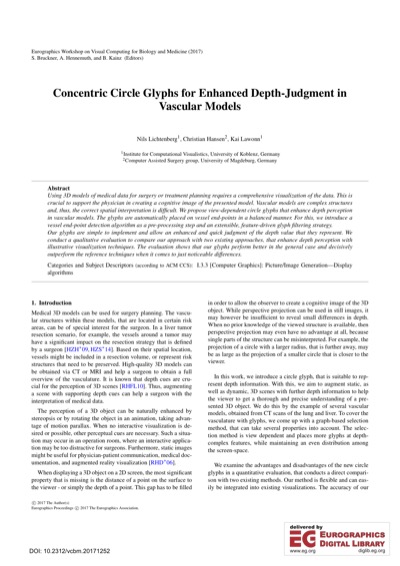 Eurographics Workshop on Visual Computing for Biology and Medicine (2017)
S. Bruckner, A. Hennemuth, and B. Kainz (Editors)
Concentric Circle Glyphs for Enhanced Depth-Judgment in
Vascular Models
Nils Lichtenberg1, Christian Hansen2, Kai Lawonn1
1Institute for Computational Visualistics, University of Koblenz, Germany
2Computer Assisted Surgery group, University of Magdeburg, Germany
Abstract
Using 3D models of medical data for surgery or treatment planning requires a comprehensive visualization of the data. This is
crucial to support the physician in creating a cognitive image of the presented model. Vascular models are complex structures
and, thus, the correct spatial interpretation is difficult. We propose view-dependent circle glyphs that enhance depth perception
in vascular models. The glyphs are automatically placed on vessel end-points in a balanced manner. For this, we introduce a
vessel end-point detection algorithm as a pre-processing step and an extensible, feature-driven glyph filtering strategy.
Our glyphs are simple to implement and allow an enhanced and quick judgment of the depth value that they represent. We
conduct a qualitative evaluation to compare our approach with two existing approaches, that enhance depth perception with
illustrative visualization techniques. The evaluation shows that our glyphs perform better in the general case and decisively
outperform the reference techniques when it comes to just noticeable differences.
Categories and Subject Descriptors (according to ACM CCS): I.3.3 [Computer Graphics]: Picture/Image Generation—Display
algorithms
1. Introduction
Medical 3D models can be used for surgery planning. The vascu-
lar structures within these models, that are located in certain risk
areas, can be of special interest for the surgeon. In a liver tumor
resection scenario, for example, the vessels around a tumor may
have a significant impact on the resection strategy that is defined
by a surgeon [HZH*09, HZS*14]. Based on their spatial location,
vessels might be included in a resection volume, or represent risk
structures that need to be preserved. High-quality 3D models can
be obtained via CT or MRI and help a surgeon to obtain a full
overview of the vasculature. It is known that depth cues are cru-
cial for the perception of 3D scenes [RHFL10]. Thus, augmenting
a scene with supporting depth cues can help a surgeon with the
interpretation of medical data.
The perception of a 3D object can be naturally enhanced by
stereopsis or by rotating the object in an animation, taking advan-
tage of motion parallax. When no interactive visualization is de-
sired or possible, other perceptual cues are necessary. Such a situa-
tion may occur in an operation room, where an interactive applica-
tion may be too distractive for surgeons. Furthermore, static images
might be useful for physician-patient communication, medical doc-
umentation, and augmented reality visualization [RHD*06].
When displaying a 3D object on a 2D screen, the most significant
property that is missing is the distance of a point on the surface to
the viewer - or simply the depth of a point. This gap has to be filled
in order to allow the observer to create a cognitive image of the 3D
object. While perspective projection can be used in still images, it
may however be insufficient to reveal small differences in depth.
When no prior knowledge of the viewed structure is available, then
perspective projection may even have no advantage at all, because
single parts of the structure can be misinterpreted. For example, the
projection of a circle with a larger radius, that is further away, may
be as large as the projection of a smaller circle that is closer to the
viewer.
In this work, we introduce a circle glyph, that is suitable to rep-
resent depth information. With this, we aim to augment static, as
well as dynamic, 3D scenes with further depth information to help
the viewer to get a thorough and precise understanding of a pre-
sented 3D object. We do this by the example of several vascular
models, obtained from CT scans of the lung and liver. To cover the
vasculature with glyphs, we come up with a graph-based selection
method, that can take several properties into account. The selec-
tion method is view dependent and places more glyphs at depth-
complex features, while maintaining an even distribution among
the screen-space.
We examine the advantages and disadvantages of the new circle
glyphs in a quantitative evaluation, that conducts a direct compari-
son with two existing methods. Our method is flexible and can eas-
ily be integrated into existing visualizations. The accuracy of our
© 2017 The Author(s)
Eurographics Proceedings © 2017 The Eurographics Association.
DOI: 10.2312/vcbm.20171252
delivered by
EG EUROGRAPHICS
DIGITAL LIBRARY
www.eg.org diglib.eg.org